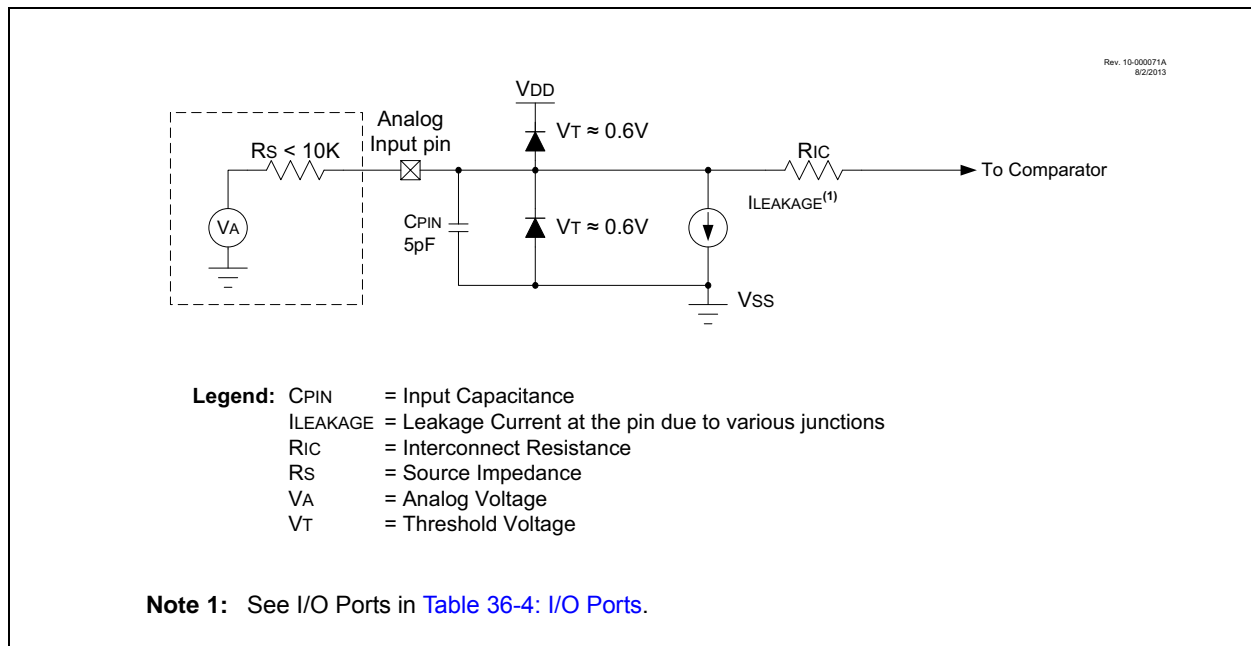 Rev. 10-000071A
8/2/2013
VDD
Analog
Input pin
VT ≈ 0.6V
RS < 10K
RIC
To Comparator
ILEAKAGE(1)
VA
CPIN
5pF
VT ≈ 0.6V
VSS
Legend: CPIN = Input Capacitance
ILEAKAGE = Leakage Current at the pin due to various junctions
RIC = Interconnect Resistance
RS = Source Impedance
VA = Analog Voltage
VT = Threshold Voltage
Note 1: See I/O Ports in Table 36-4: I/O Ports.